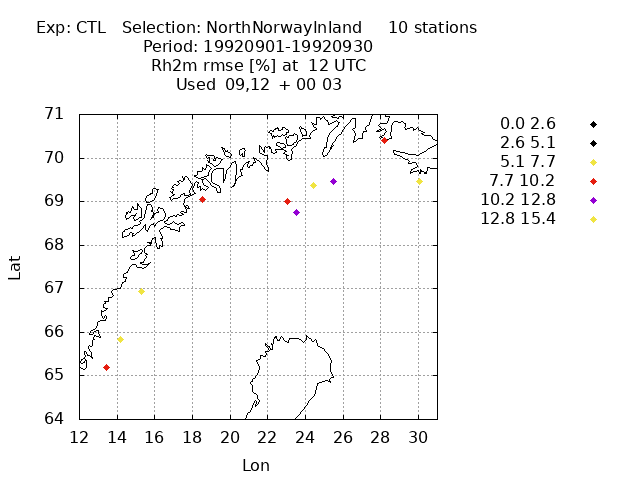 Exp: CTL Selection: NorthNorwayInland 10 stations
Period: 19920901-19920930
Rh2m rmse [%] at 12 UTC
Used 09,12 + 00 03
71
70
69
68
67
66
65
64
Lat
12 14 16 18 20 22 24 26 28 30
Lon
0.0 2.6
2.6 5.1
5.1 7.7
7.7 10.2
10.2 12.8
12.8 15.4